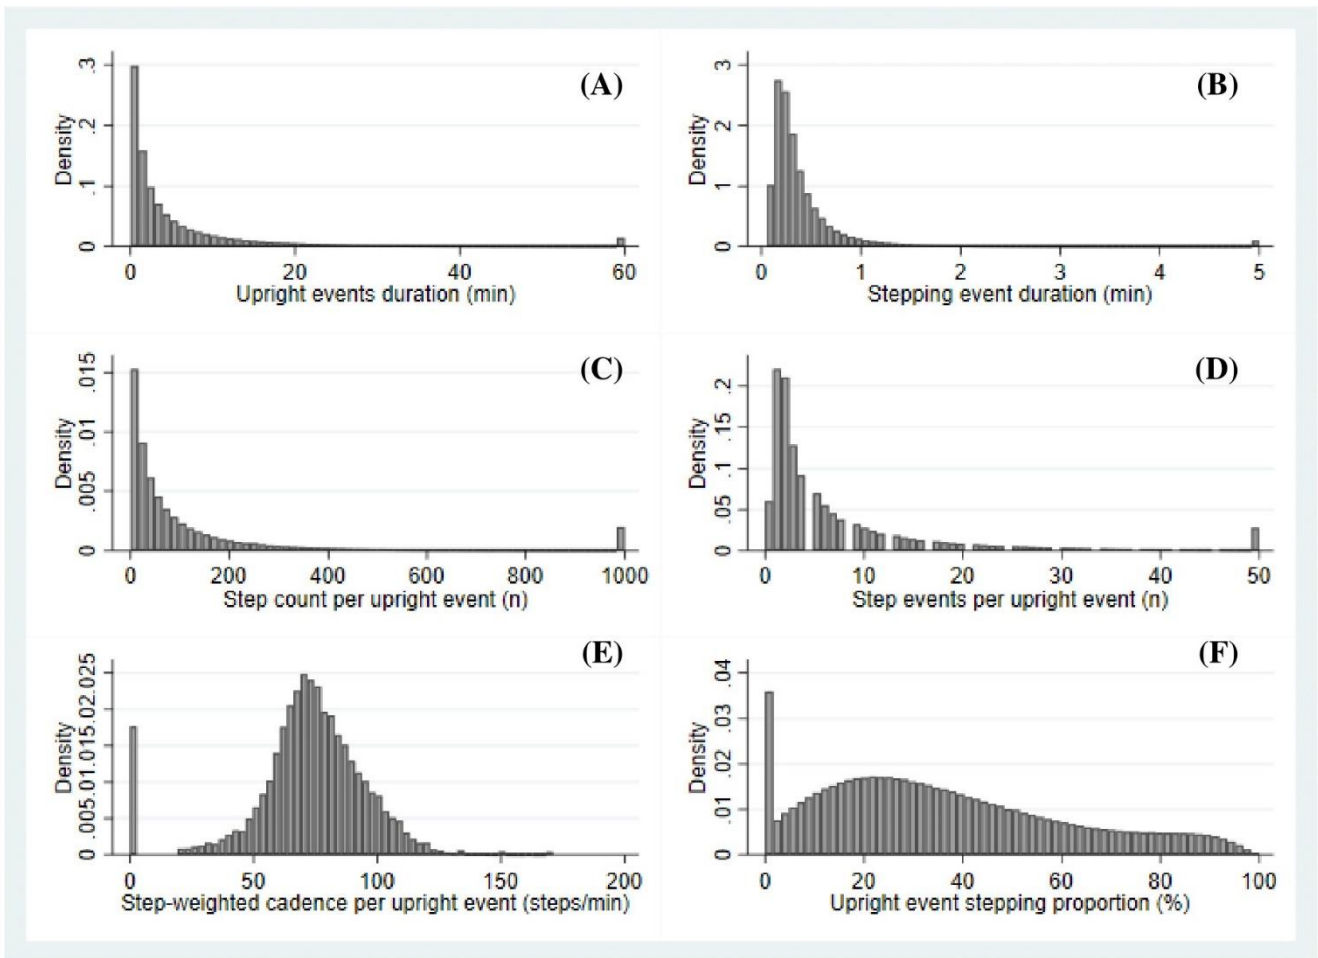 (A)
Density
0 .1 .2 .3
0 20 40 60
Upright events duration (min)
(B)
Density
0 1 2 3
0 1 2 3 4 5
Stepping event duration (min)
(C)
Density
0 .005 .01 .015
0 200 400 600 800 1000
Step count per upright event (n)
(D)
Density
0 .05 .1 .15 .2
0 10 20 30 40 50
Step events per upright event (n)
(E)
Density
0 .005 .01 .015 .02 .025
0 50 100 150 200
Step-weighted cadence per upright event (steps/min)
(F)
Density
0 .01 .02 .03 .04
0 20 40 60 80 100
Upright event stepping proportion (%)